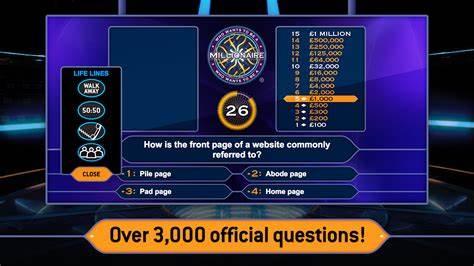 WHO WANTS TO BE A
MILLIONAIRE
WHO WANTS TO BE A
15 ♦ £1 MILLION
14 ♦ £500,000
13 ♦ £250,000
12 ♦ £125,000
11 ♦ £64,000
10 ♦ £32,000
9 ♦ £16,000
8 ♦ £8,000
7 ♦ £4,000
6 ♦ £2,000
5 ♦ £1,000
4 ♦ £500
3 ♦ £300
2 ♦ £200
1 ♦ £100
LIFE LINES
WALK
AWAY
50:50
CLOSE
26
How is the front page of a website commonly
referred to?
1: Pile page
2: Abode page
3: Pad page
4: Home page
Over 3,000 official questions!